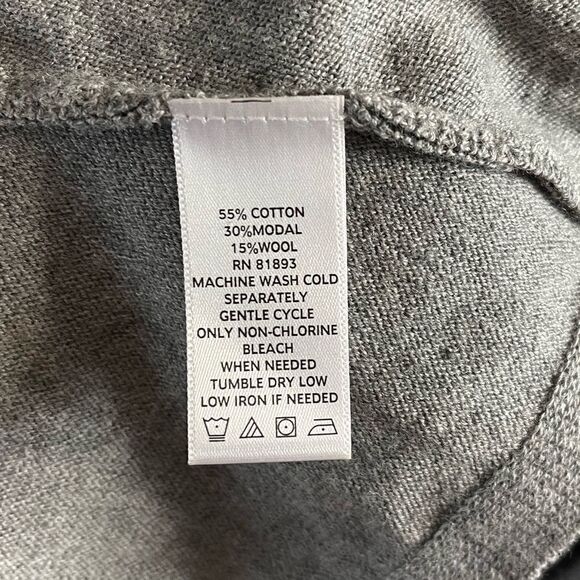 55% COTTON
30%MODAL
15%WOOL
RN 81893
MACHINE WASH COLD
SEPARATELY
GENTLE CYCLE
ONLY NON-CHLORINE
BLEACH
WHEN NEEDED
TUMBLE DRY LOW
LOW IRON IF NEEDED